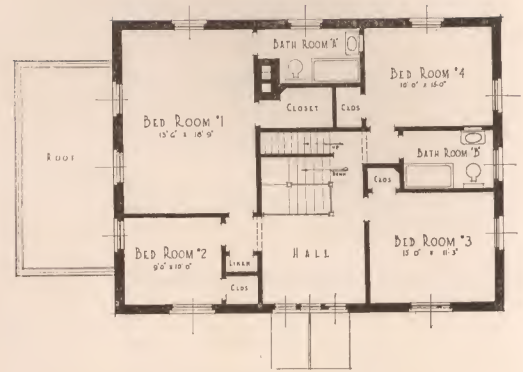 BATH ROOM "A"
BED ROOM #4
10'0" x 15'0"
BED ROOM #1
13'6" x 18'9"
CLOSET
CLOS
UP
BATH ROOM "B"
ROOF
DOWN
CLOS
BED ROOM #2
9'0" x 10'0"
LINEN
HALL
BED ROOM #3
13'0" x 11'3"
CLOS